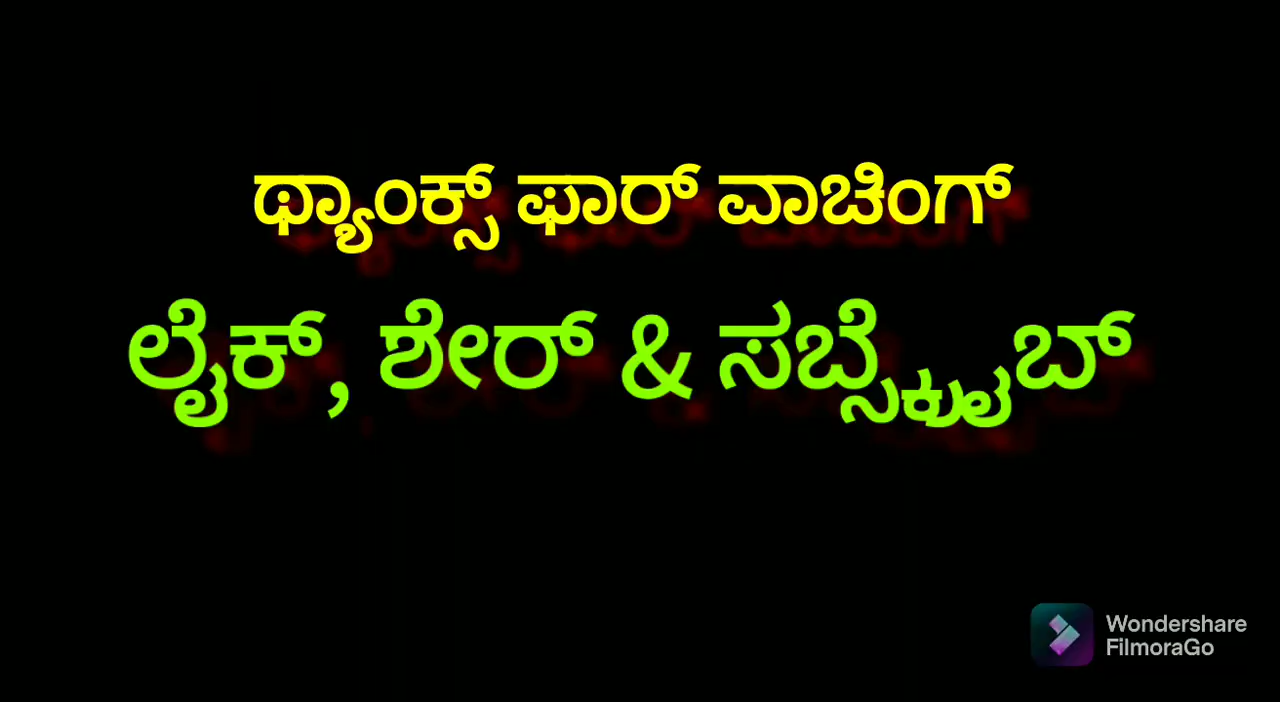 ಥ್ಯಾಂಕ್ಸ್ ಫಾರ್ ವಾಚಿಂಗ್
ಲೈಕ್, ಶೇರ್ & ಸಬ್ಸ್ಕ್ರೈಬ್
Wondershare
FilmoraGo